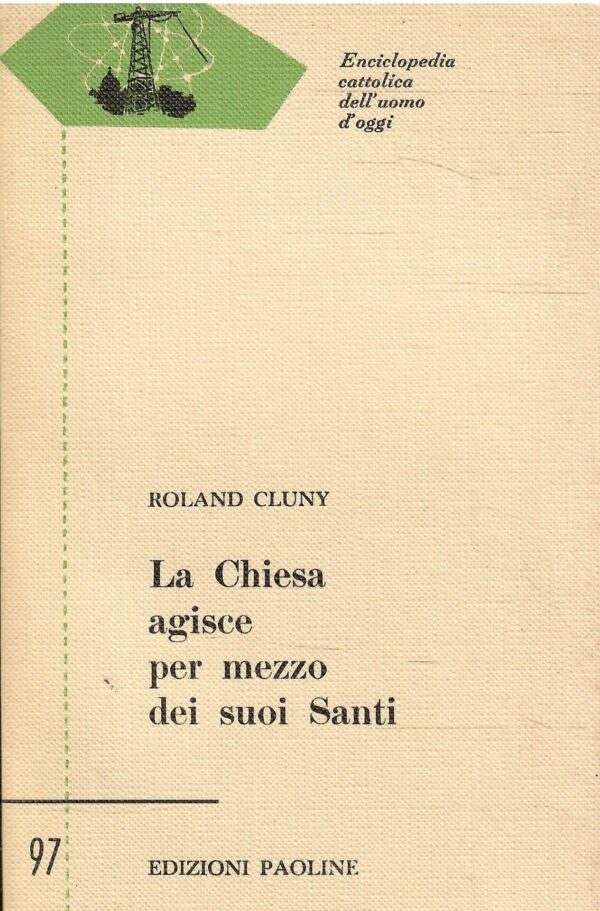 Enciclopedia
cattolica
dell'uomo
d'oggi
ROLAND CLUNY
La Chiesa
agisce
per mezzo
dei suoi Santi
97
EDIZIONI PAOLINE